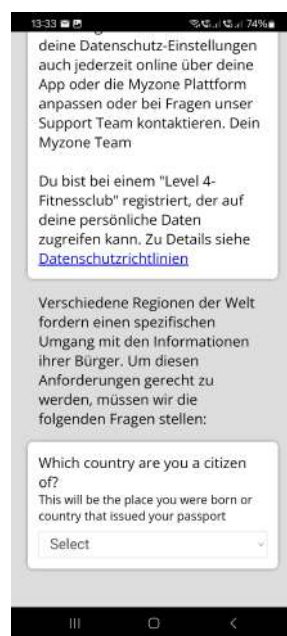 13:33
74%
deine Datenschutz-Einstellungen
auch jederzeit online über deine
App oder die Myzone Plattform
anpassen oder bei Fragen unser
Support Team kontaktieren. Dein
Myzone Team
Du bist bei einem "Level 4-
Fitnessclub" registriert, der auf
deine persönliche Daten
zugreifen kann. Zu Details siehe
Datenschutzrichtlinien
Verschiedene Regionen der Welt
fordern einen spezifischen
Umgang mit den Informationen
ihrer Bürger. Um diesen
Anforderungen gerecht zu
werden, müssen wir die
folgenden Fragen stellen:
Which country are you a citizen
of?
This will be the place you were born or
country that issued your passport
Select